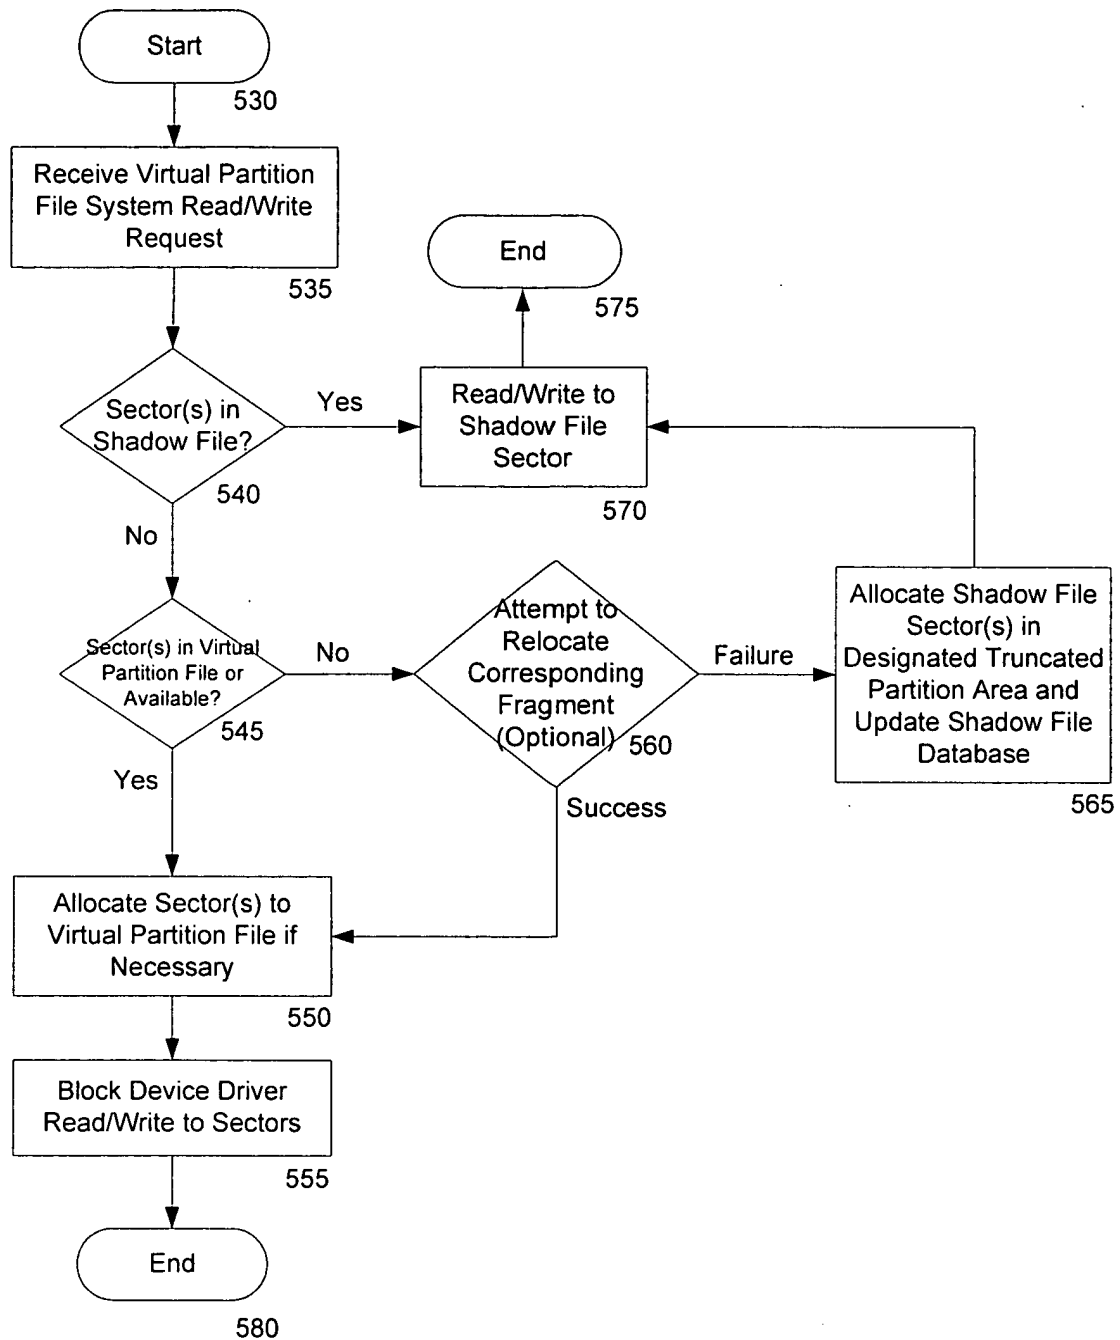 Start
530
Receive Virtual Partition
File System Read/Write
Request
535
End
575
Sector(s) in
Shadow File?
540
Yes
No
Read/Write to
Shadow File
Sector
570
Sector(s) in Virtual
Partition File or
Available?
545
No
Yes
Attempt to
Relocate
Corresponding
Fragment
(Optional)
560
Failure
Success
Allocate Shadow File
Sector(s) in
Designated Truncated
Partition Area and
Update Shadow File
Database
565
Allocate Sector(s) to
Virtual Partition File if
Necessary
550
Block Device Driver
Read/Write to Sectors
555
End
580